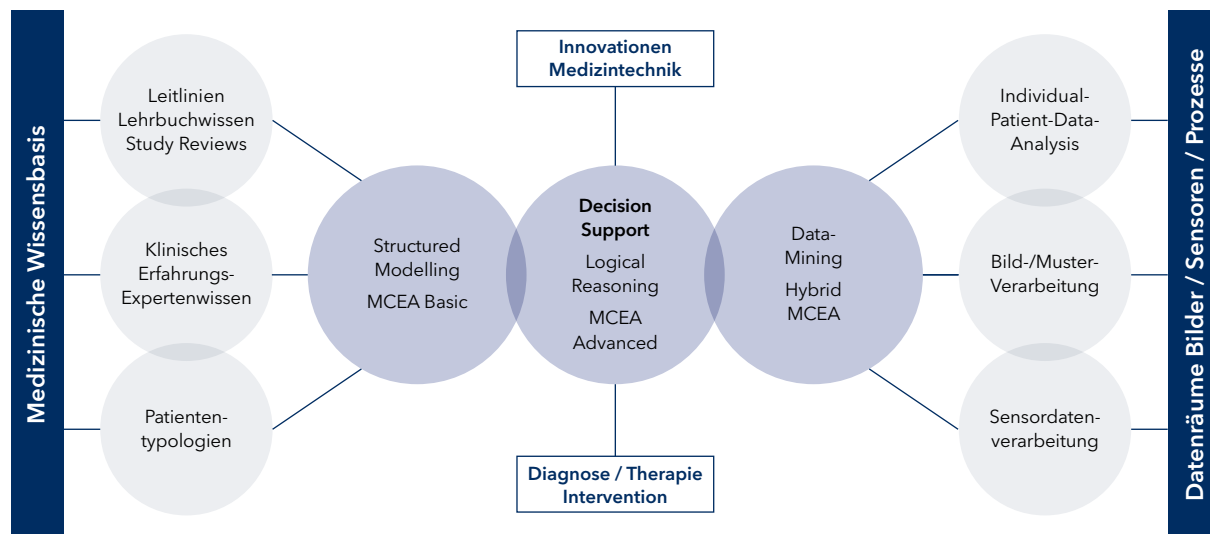 Medizinische Wissensbasis
Leitlinien
Lehrbuchwissen
Study Reviews
Klinisches
Erfahrungs-
Expertenwissen
Patienten-
typologien
Structured
Modelling
MCEA Basic
Innovationen
Medizintechnik
Decision
Support
Logical
Reasoning
MCEA
Advanced
Diagnose / Therapie
Intervention
Data-
Mining
Hybrid
MCEA
Individual-
Patient-Data-
Analysis
Bild-/Muster-
Verarbeitung
Sensordaten-
verarbeitung
Datenräume Bilder / Sensoren / Prozesse